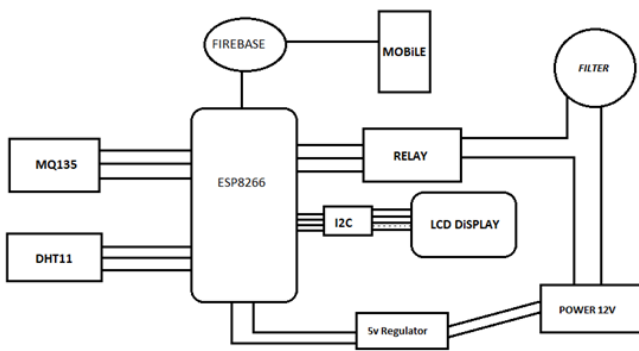 FIREBASE
MOBiLE
FILTER
MQ135
ESP8266
RELAY
I2C
LCD DiSPLAY
DHT11
5v Regulator
POWER 12V